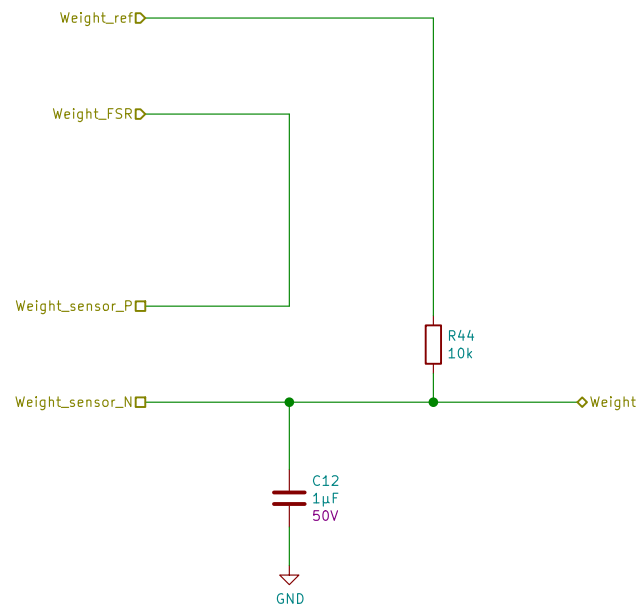 Weight_ref
Weight_FSR
Weight_sensor_P
R44
10k
Weight_sensor_N
Weight
C12
1µF
50V
GND